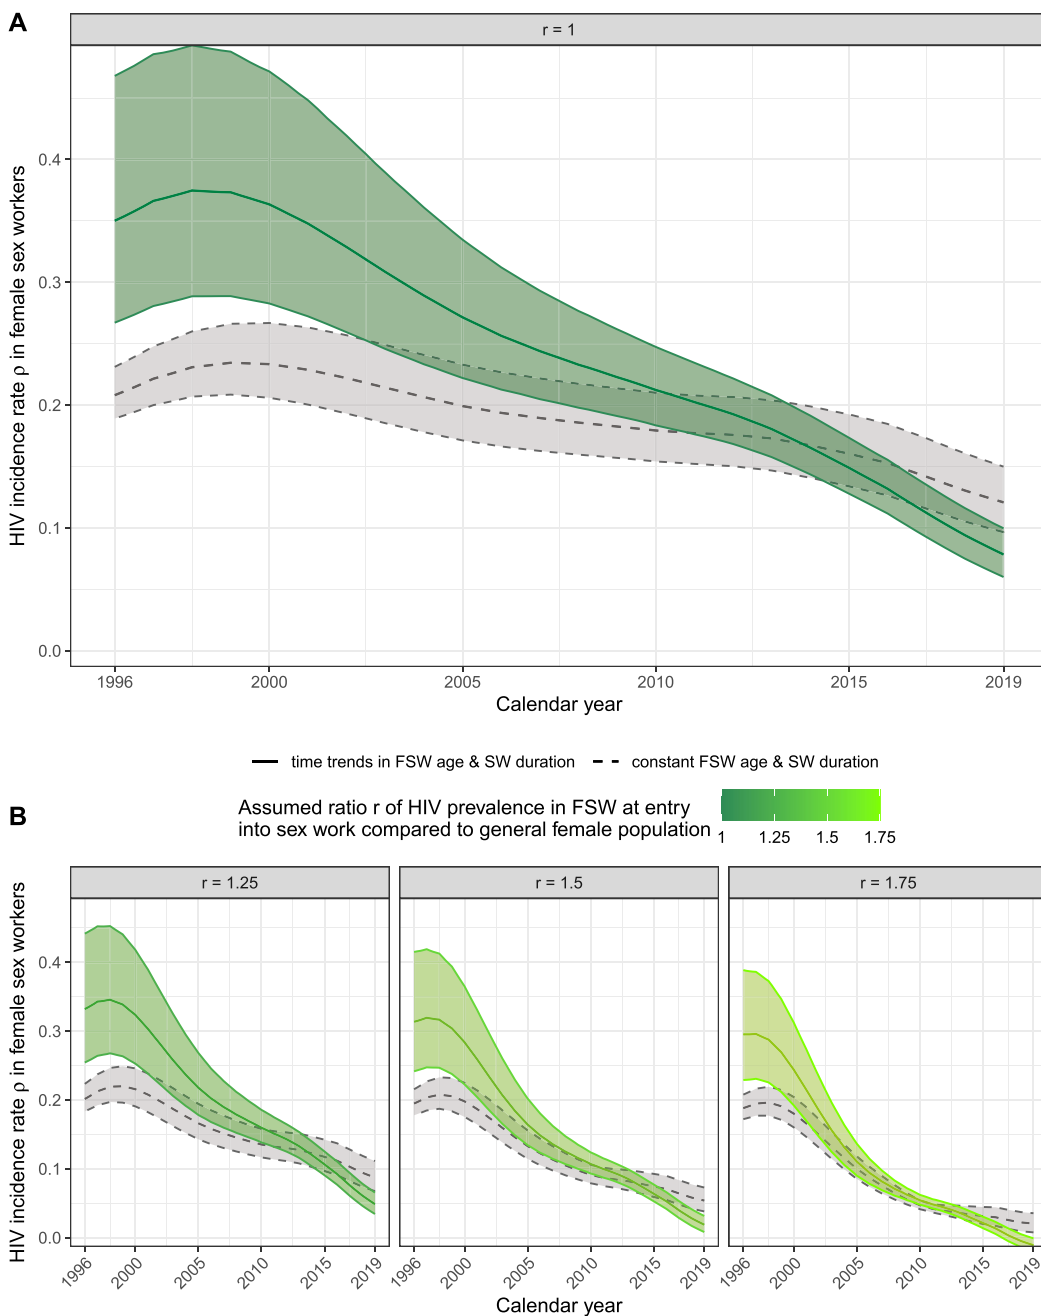 A
r = 1
HIV incidence rate ρ in female sex workers
0.4
0.3
0.2
0.1
0.0
1996 2000 2005 2010 2015 2019
Calendar year
time trends in FSW age & SW duration constant FSW age & SW duration
B
Assumed ratio r of HIV prevalence in FSW at entry
into sex work compared to general female population
1 1.25 1.5 1.75
r = 1.25 r = 1.5 r = 1.75
HIV incidence rate ρ in female sex workers
0.4
0.3
0.2
0.1
0.0
1996 2000 2005 2010 2015 2019 1996 2000 2005 2010 2015 2019 1996 2000 2005 2010 2015 2019
Calendar year